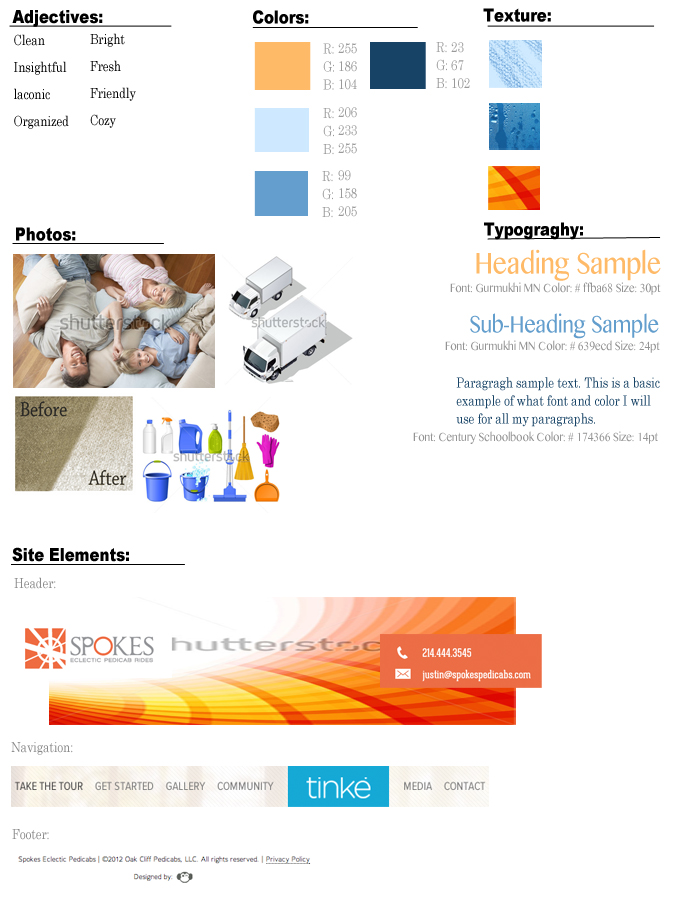 Adjectives:
Clean
Bright
Insightful
Fresh
laconic
Friendly
Organized
Cozy
Colors:
R: 255
G: 186
B: 104
R: 23
G: 67
B: 102
R: 206
G: 233
B: 255
R: 99
G: 158
B: 205
Texture:
Photos:
shutterstock
shutterstock
Before
After
shutterstock
Typograghy:
Heading Sample
Font: Gurmukhi MN Color: # ffba68 Size: 30pt
Sub-Heading Sample
Font: Gurmukhi MN Color: # 639ecd Size: 24pt
Paragragh sample text. This is a basic
example of what font and color I will
use for all my paragraphs.
Font: Century Schoolbook Color: # 174366 Size: 14pt
Site Elements:
Header:
SPOKES
ECLECTIC PEDICAB RIDES
hutterstoc
214.444.3545
justin@spokespedicabs.com
Navigation:
TAKE THE TOUR GET STARTED GALLERY COMMUNITY tinké MEDIA CONTACT
Footer:
Spokes Eclectic Pedicabs | ©2012 Oak Cliff Pedicabs, LLC. All rights reserved. | Privacy Policy
Designed by: